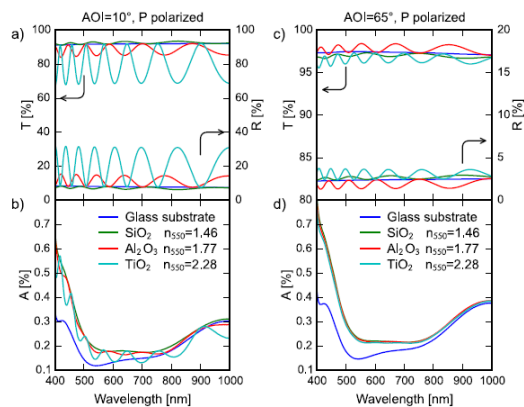 AOI=10°, P polarized
AOI=65°, P polarized
a)
100
80
60
40
20
0
T [%]
100
80
60
40
20
0
R [%]
c)
100
95
90
85
80
T [%]
20
15
10
5
0
R [%]
b)
0.7
0.6
0.5
0.4
0.3
0.2
0.1
A [%]
Glass substrate
SiO₂ n₅₅₀=1.46
Al₂O₃ n₅₅₀=1.77
TiO₂ n₅₅₀=2.28
400 500 600 700 800 900 1000
Wavelength [nm]
d)
0.8
0.7
0.6
0.5
0.4
0.3
0.2
0.1
A [%]
Glass substrate
SiO₂ n₅₅₀=1.46
Al₂O₃ n₅₅₀=1.77
TiO₂ n₅₅₀=2.28
400 500 600 700 800 900 1000
Wavelength [nm]